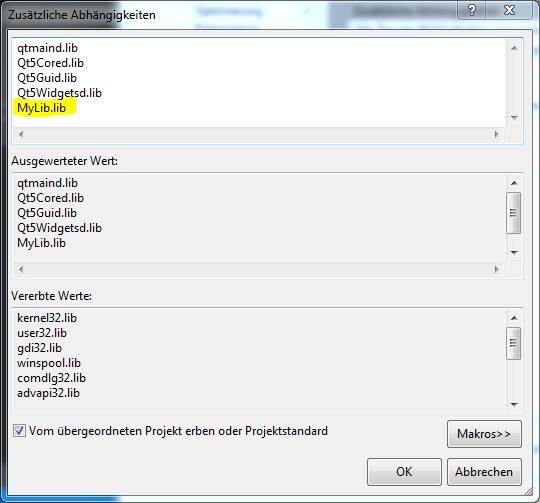 Zusätzliche Abhängigkeiten
qtmaind.lib
Qt5Cored.lib
Qt5Guid.lib
Qt5Widgetsd.lib
MyLib.lib
Ausgewerteter Wert:
qtmaind.lib
Qt5Cored.lib
Qt5Guid.lib
Qt5Widgetsd.lib
MyLib.lib
Vererbte Werte:
kernel32.lib
user32.lib
gdi32.lib
winspool.lib
comdlg32.lib
advapi32.lib
Vom übergeordneten Projekt erben oder Projektstandard
Makros>>
OK
Abbrechen